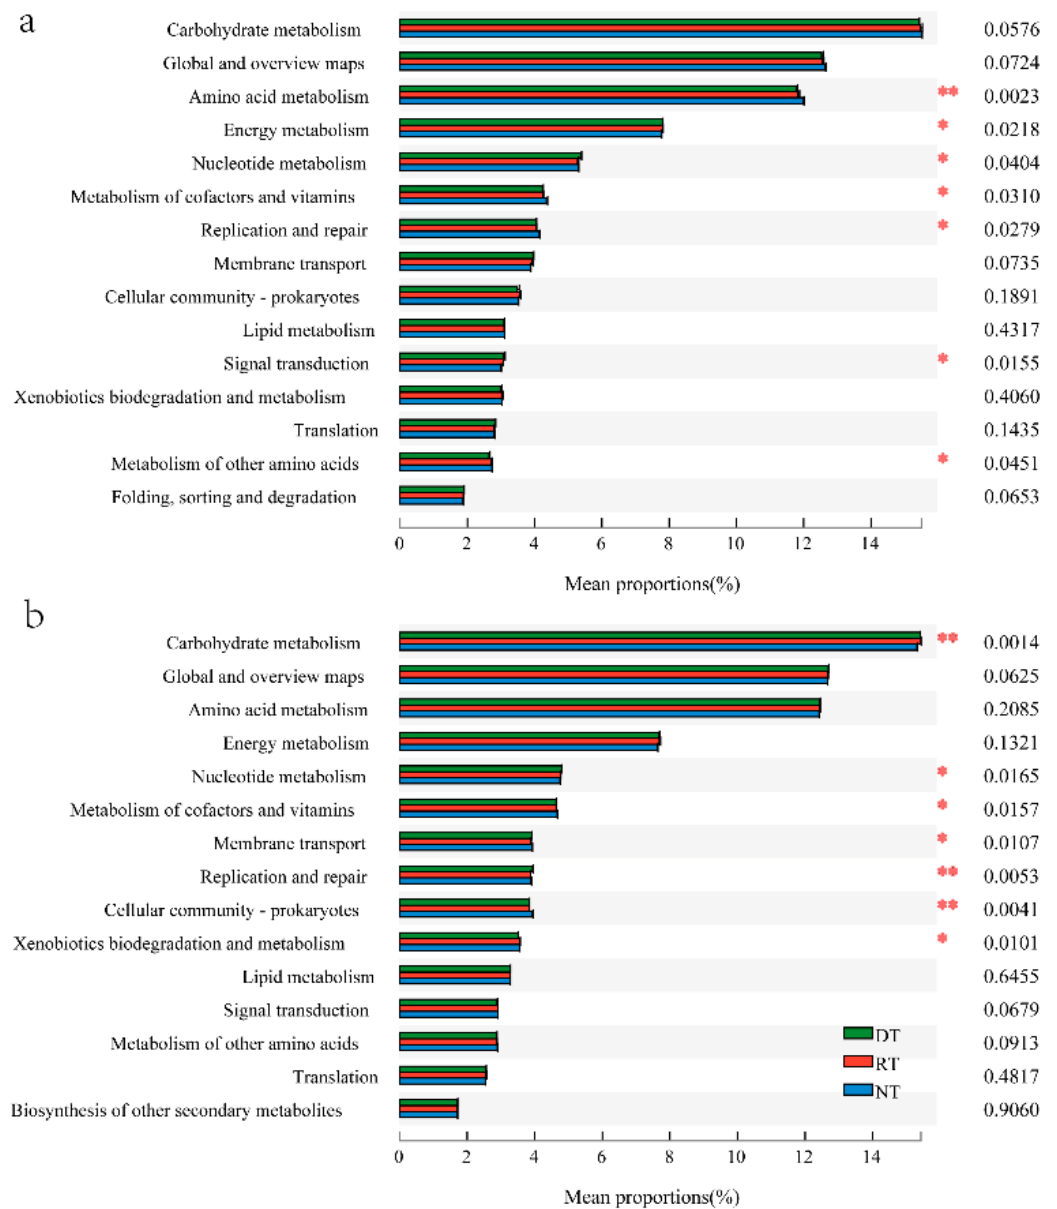 a
Carbohydrate metabolism 0.0576
Global and overview maps 0.0724
Amino acid metabolism ** 0.0023
Energy metabolism * 0.0218
Nucleotide metabolism * 0.0404
Metabolism of cofactors and vitamins * 0.0310
Replication and repair * 0.0279
Membrane transport 0.0735
Cellular community - prokaryotes 0.1891
Lipid metabolism 0.4317
Signal transduction * 0.0155
Xenobiotics biodegradation and metabolism 0.4060
Translation 0.1435
Metabolism of other amino acids * 0.0451
Folding, sorting and degradation 0.0653
0 2 4 6 8 10 12 14
Mean proportions(%)
b
Carbohydrate metabolism ** 0.0014
Global and overview maps 0.0625
Amino acid metabolism 0.2085
Energy metabolism 0.1321
Nucleotide metabolism * 0.0165
Metabolism of cofactors and vitamins * 0.0157
Membrane transport * 0.0107
Replication and repair ** 0.0053
Cellular community - prokaryotes ** 0.0041
Xenobiotics biodegradation and metabolism * 0.0101
Lipid metabolism 0.6455
Signal transduction 0.0679
DT
Metabolism of other amino acids 0.0913
RT
Translation 0.4817
NT
Biosynthesis of other secondary metabolites 0.9060
0 2 4 6 8 10 12 14
Mean proportions(%)